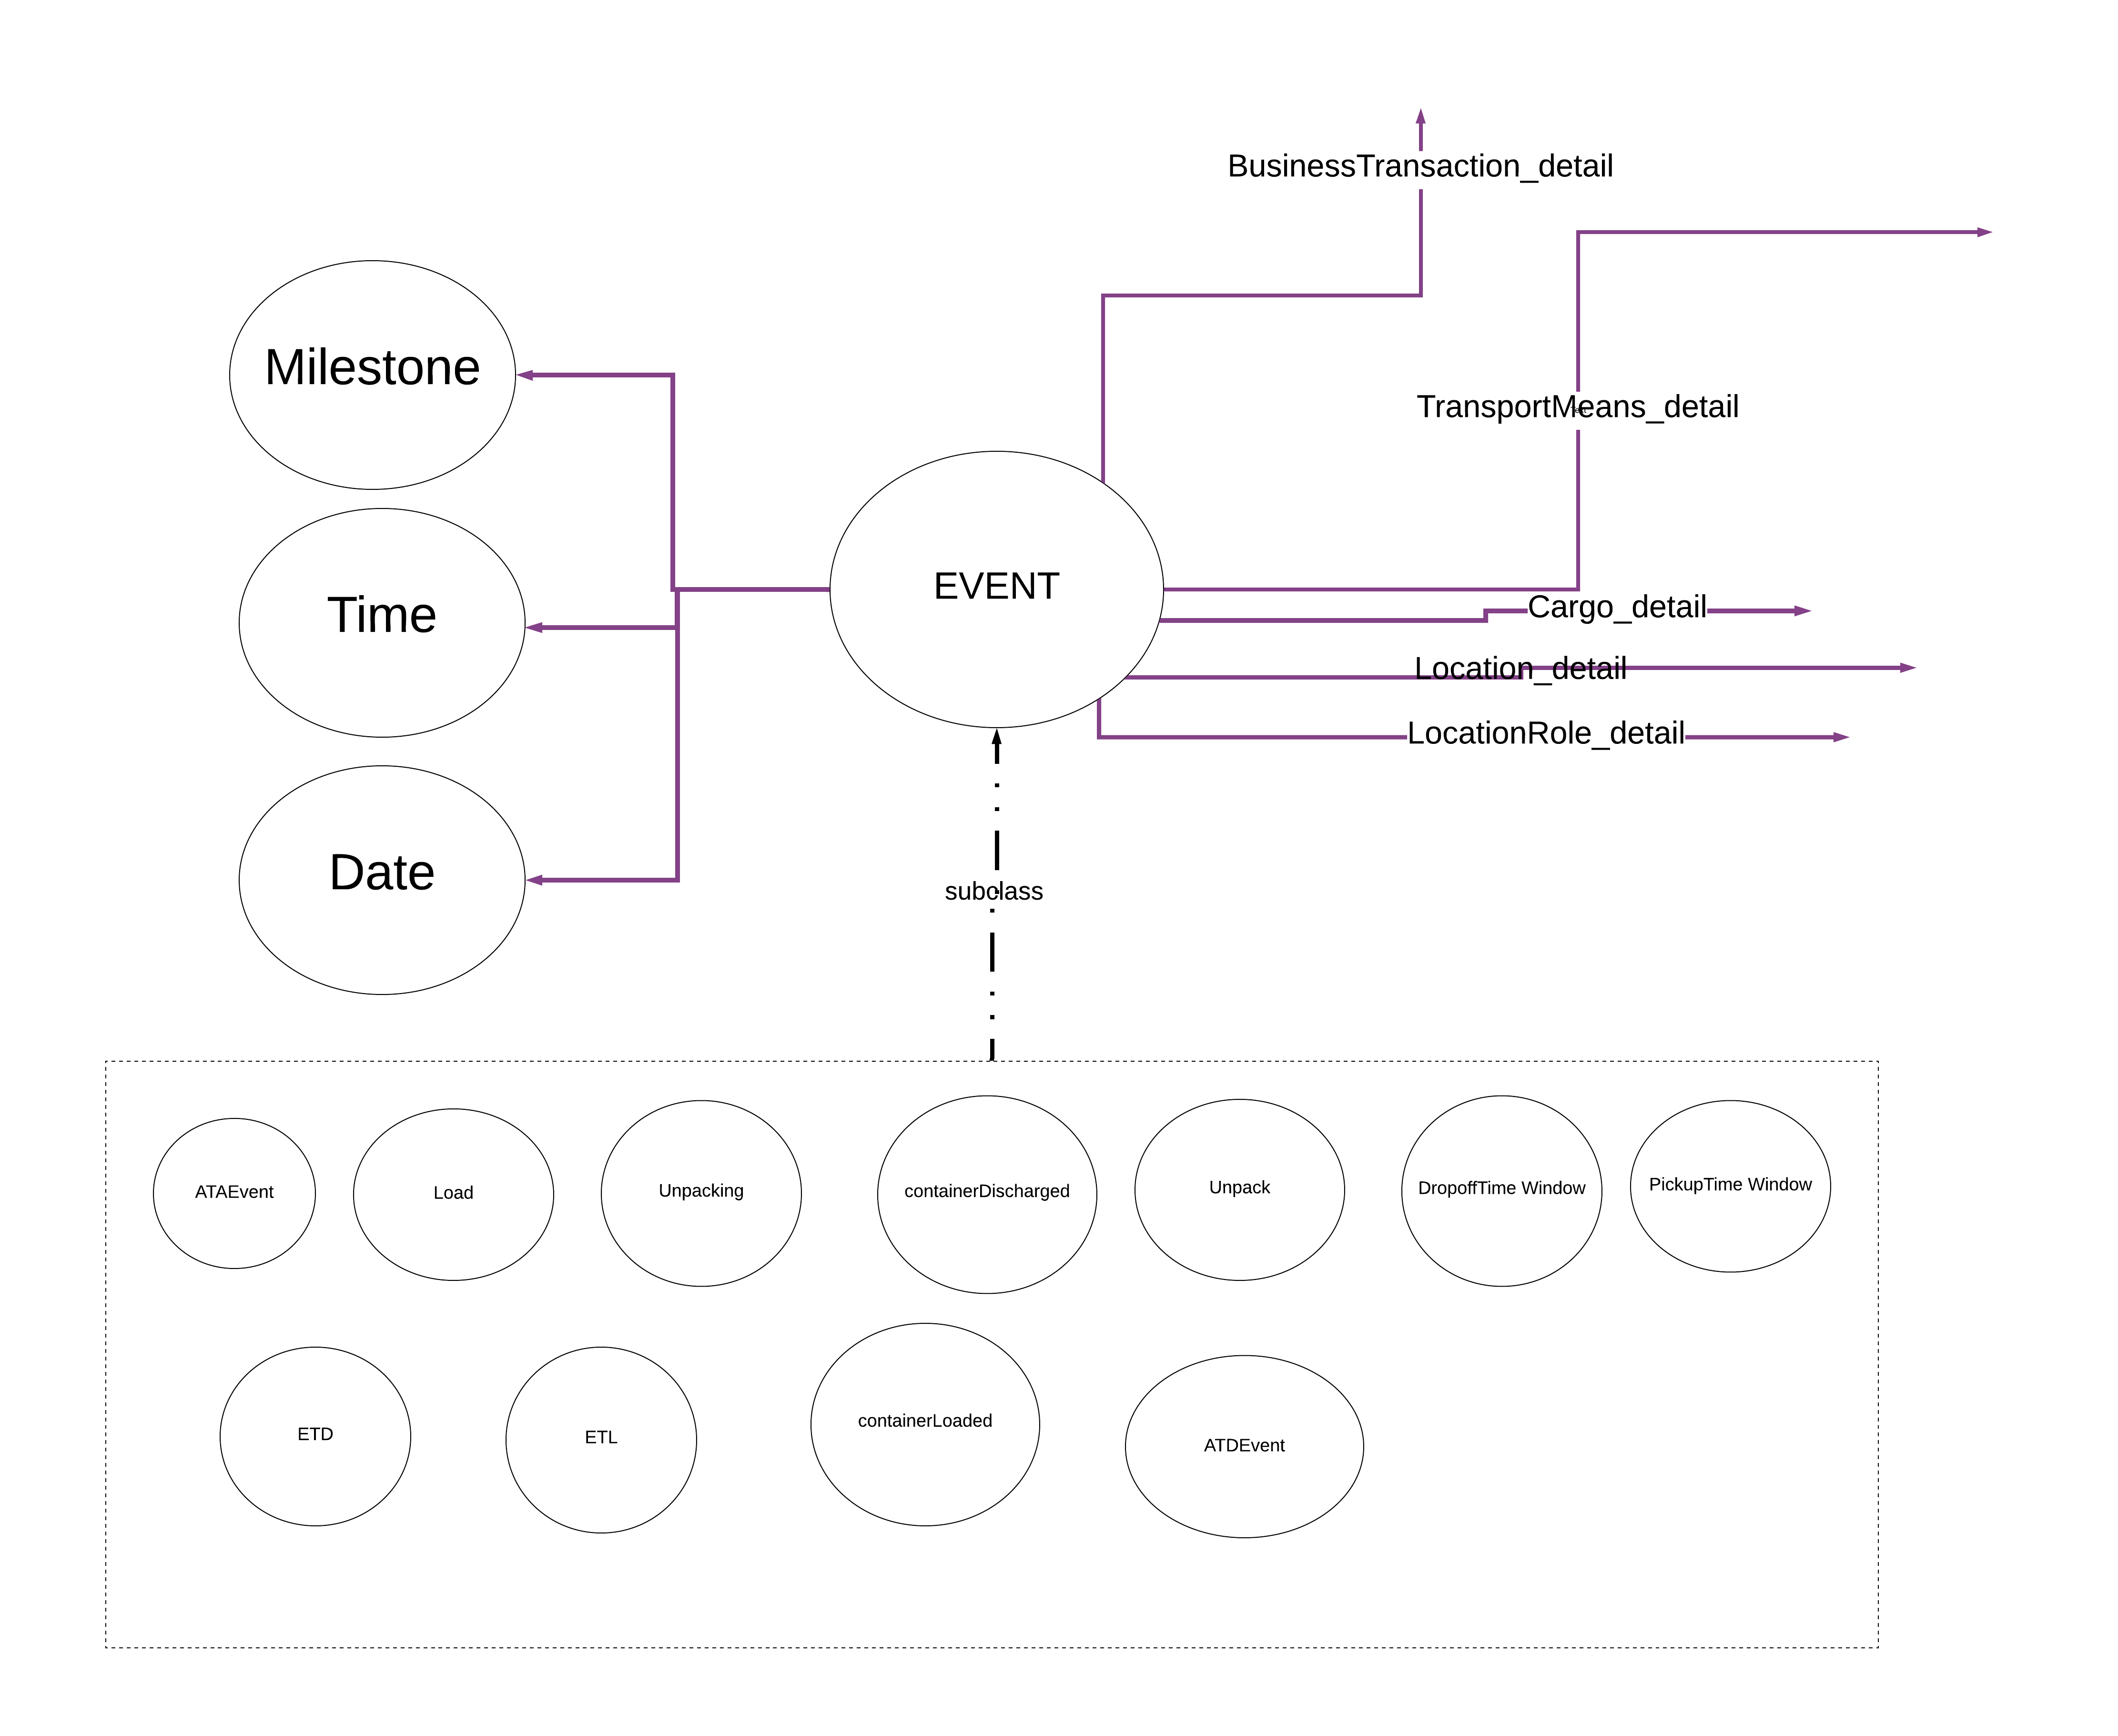 BusinessTransaction_detail
Milestone
TransportMeans_detail
Time
EVENT
Cargo_detail
Location_detail
LocationRole_detail
Date
subclass
ATAEvent
Load
Unpacking
containerDischarged
Unpack
DropoffTime Window
PickupTime Window
ETD
ETL
containerLoaded
ATDEvent